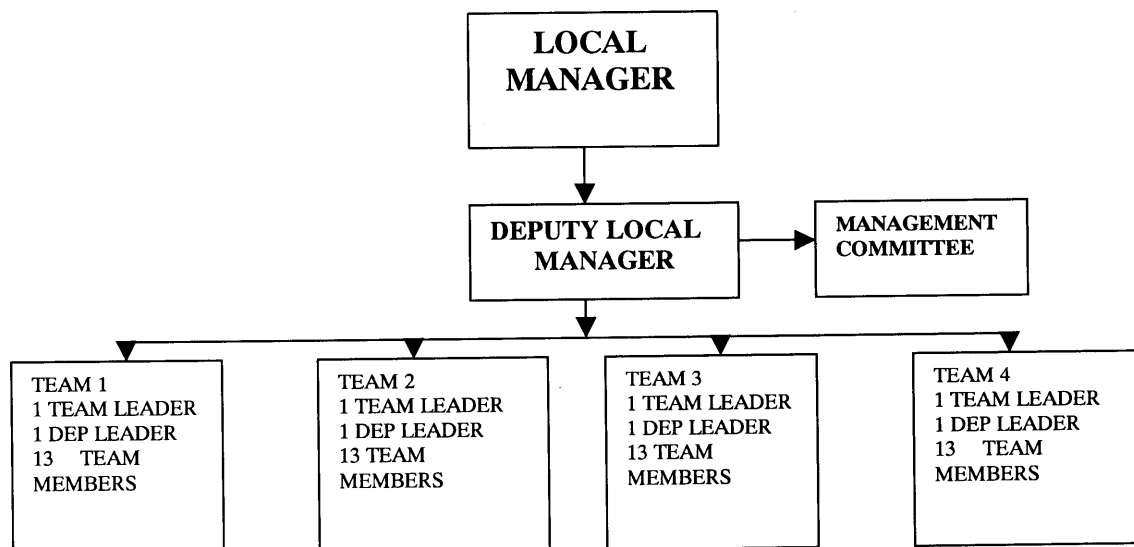 LOCAL
MANAGER
DEPUTY LOCAL
MANAGER
MANAGEMENT
COMMITTEE
TEAM 1
1 TEAM LEADER
1 DEP LEADER
13 TEAM
MEMBERS
TEAM 2
1 TEAM LEADER
1 DEP LEADER
13 TEAM
MEMBERS
TEAM 3
1 TEAM LEADER
1 DEP LEADER
13 TEAM
MEMBERS
TEAM 4
1 TEAM LEADER
1 DEP LEADER
13 TEAM
MEMBERS